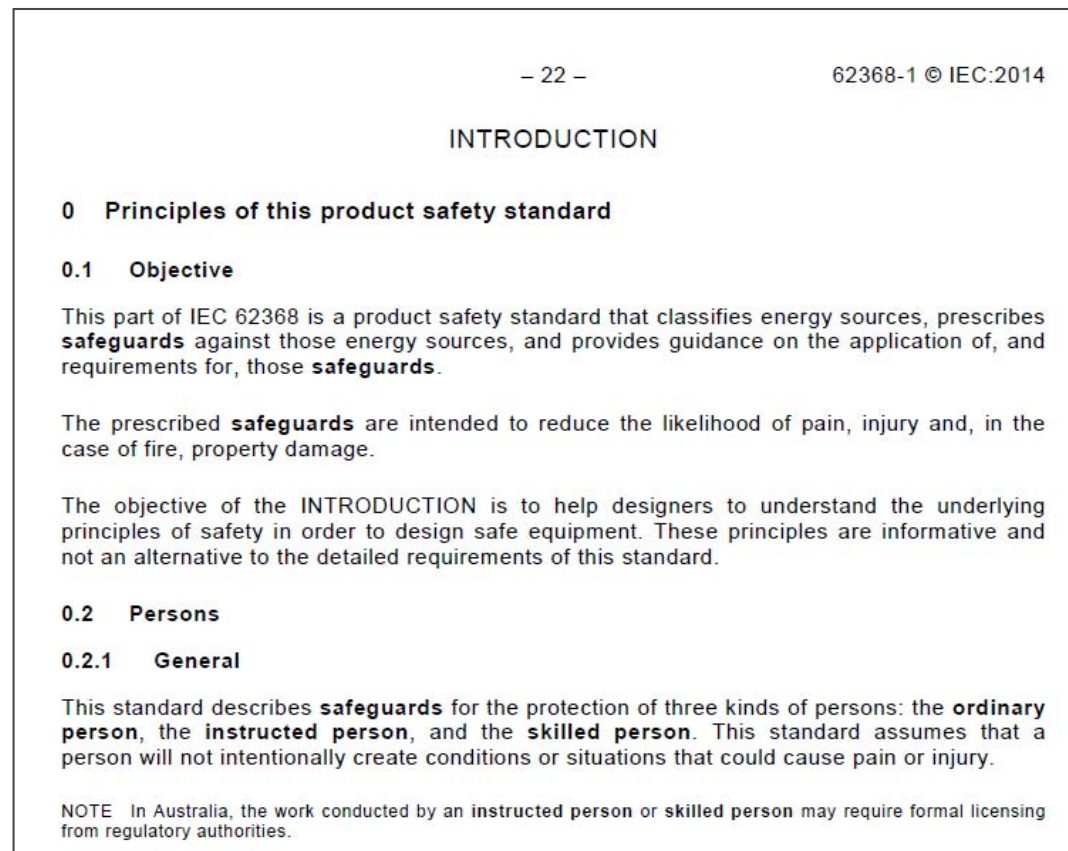 – 22 – 62368-1 © IEC:2014
INTRODUCTION
0 Principles of this product safety standard
0.1 Objective
This part of IEC 62368 is a product safety standard that classifies energy sources, prescribes
safeguards against those energy sources, and provides guidance on the application of, and
requirements for, those safeguards.
The prescribed safeguards are intended to reduce the likelihood of pain, injury and, in the
case of fire, property damage.
The objective of the INTRODUCTION is to help designers to understand the underlying
principles of safety in order to design safe equipment. These principles are informative and
not an alternative to the detailed requirements of this standard.
0.2 Persons
0.2.1 General
This standard describes safeguards for the protection of three kinds of persons: the ordinary
person, the instructed person, and the skilled person. This standard assumes that a
person will not intentionally create conditions or situations that could cause pain or injury.
NOTE In Australia, the work conducted by an instructed person or skilled person may require formal licensing
from regulatory authorities.